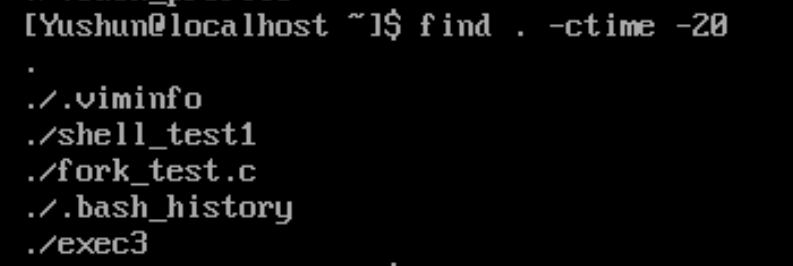 [Yushun@localhost ~]$ find . -ctime -20
.
./.viminfo
./shell_test1
./fork_test.c
./.bash_history
./exec3